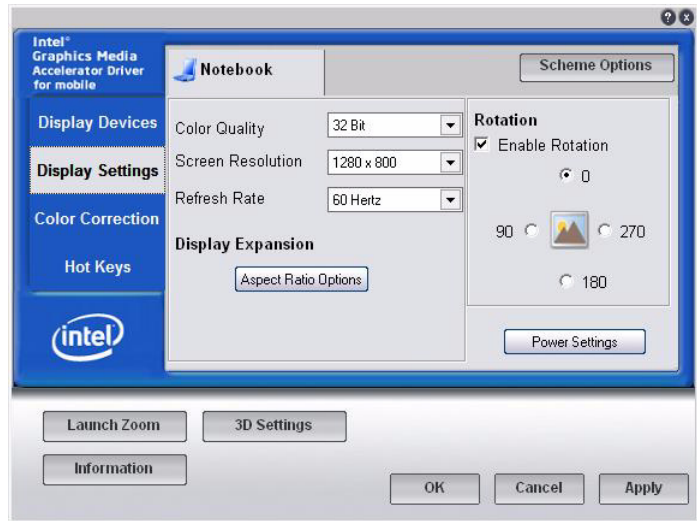 Intel®
Graphics Media
Accelerator Driver
for mobile
Notebook
Scheme Options
Display Devices
Display Settings
Color Correction
Hot Keys
intel
Color Quality
32 Bit
Screen Resolution
1280 x 800
Refresh Rate
60 Hertz
Display Expansion
Aspect Ratio Options
Rotation
Enable Rotation
0
90
270
180
Power Settings
Launch Zoom
3D Settings
Information
OK
Cancel
Apply